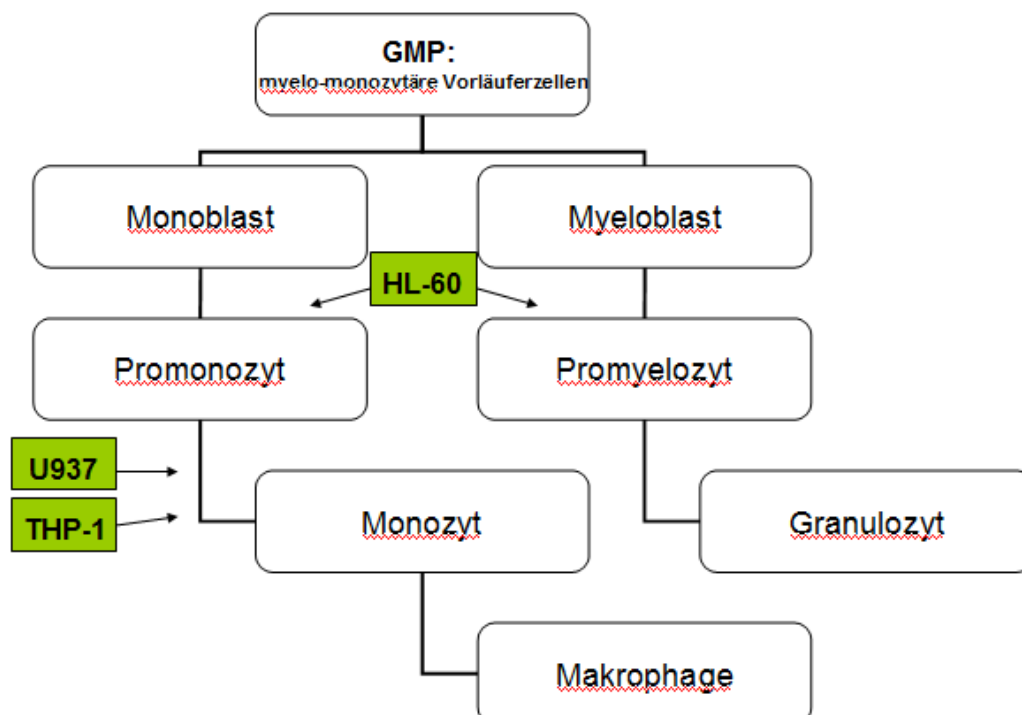 GMP:
myelo-monozytäre Vorläuferzellen
Monoblast
Myeloblast
HL-60
Promonozyt
Promyelozyt
U937
THP-1
Monozyt
Granulozyt
Makrophage